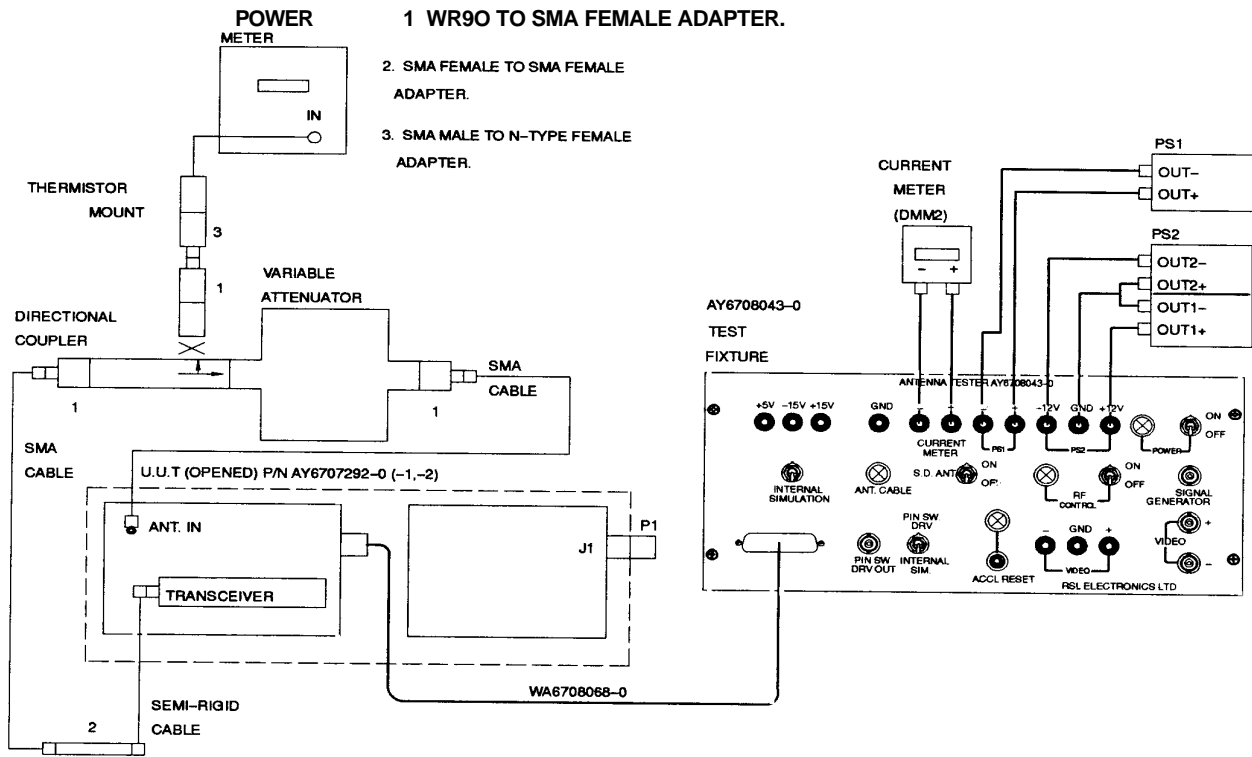 POWER
METER
IN
1 WR9O TO SMA FEMALE ADAPTER.
2. SMA FEMALE TO SMA FEMALE
ADAPTER.
3. SMA MALE TO N-TYPE FEMALE
ADAPTER.
THERMISTOR
MOUNT
3
1
VARIABLE
ATTENUATOR
DIRECTIONAL
COUPLER
1
1
SMA
CABLE
SMA
CABLE
U.U.T (OPENED) P/N AY6707292-0 (-1,-2)
ANT. IN
TRANSCEIVER
J1
P1
SEMI-RIGID
CABLE
2
WA6708068-0
CURRENT
METER
(DMM2)
- +
PS1
OUT-
OUT+
PS2
OUT2-
OUT2+
OUT1-
OUT1+
AY6708043-0
TEST
FIXTURE
ANTENNA TESTER AY6708043-0
+5V -15V +15V GND - + - + -12V GND +12V
ON
OFF
CURRENT
METER
PS1
PS2
POWER
INTERNAL
SIMULATION
ANT. CABLE
S.D. ANT
ON
RF
CONTROL
ON
OFF
SIGNAL
GENERATOR
PIN SW
DRV OUT
PIN SW.
DRV
INTERNAL
SIM.
ACCL RESET
- GND +
VIDEO
VIDEO
+
-
RSL ELECTRONICS LTD